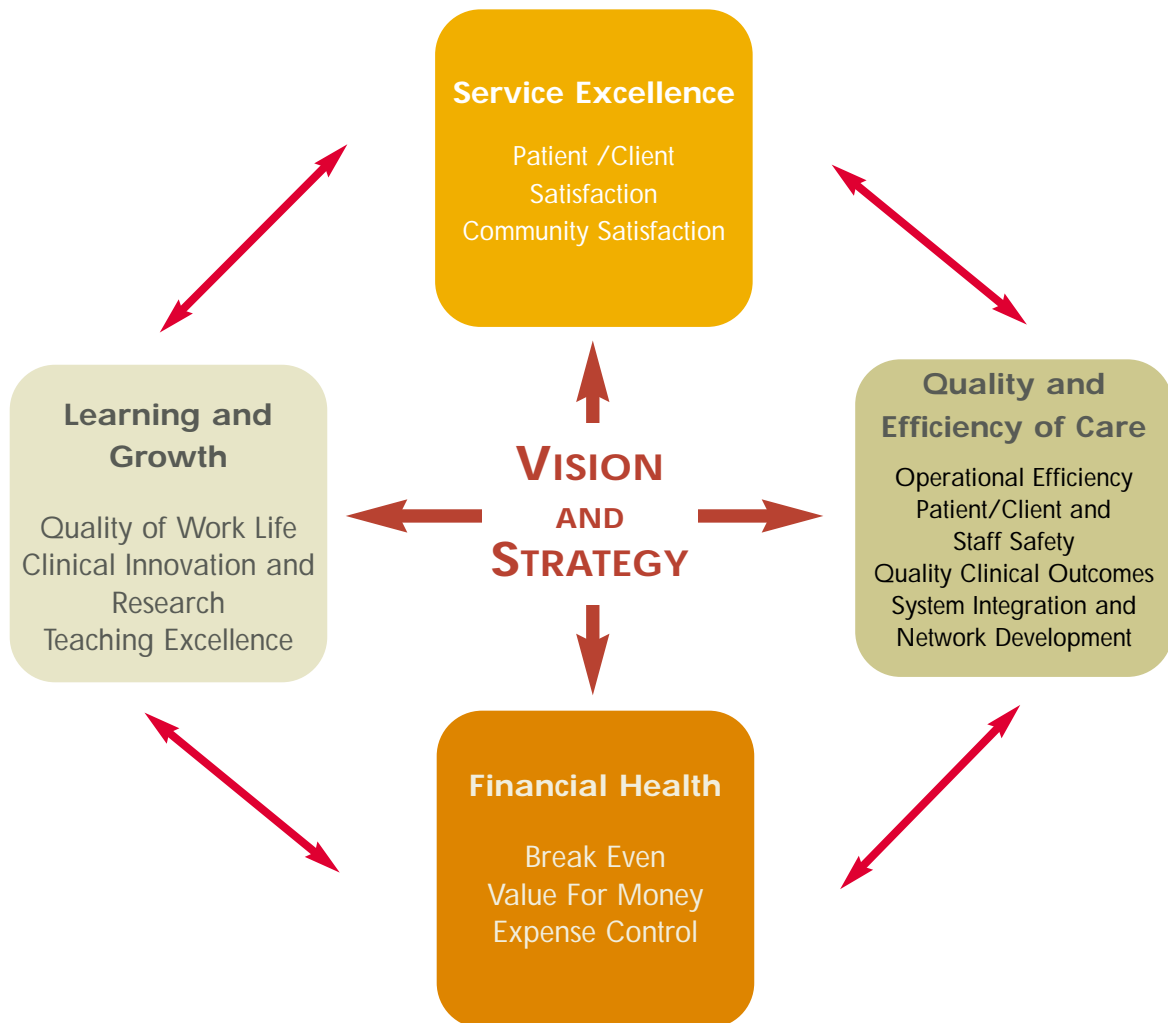 Service Excellence
Patient /Client
Satisfaction
Community Satisfaction
Learning and
Growth
Quality of Work Life
Clinical Innovation and
Research
Teaching Excellence
VISION
AND
STRATEGY
Quality and
Efficiency of Care
Operational Efficiency
Patient/Client and
Staff Safety
Quality Clinical Outcomes
System Integration and
Network Development
Financial Health
Break Even
Value For Money
Expense Control